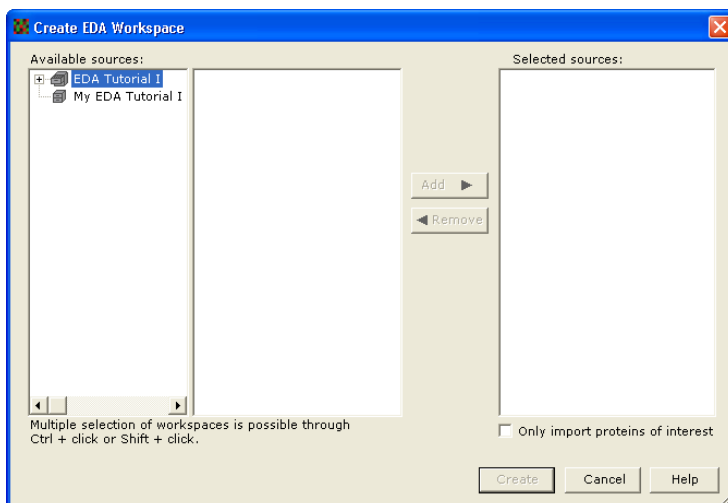 Create EDA Workspace
Available sources:
Selected sources:
EDA Tutorial I
My EDA Tutorial I
Add
Remove
Multiple selection of workspaces is possible through
Ctrl + click or Shift + click.
Only import proteins of interest
Create
Cancel
Help